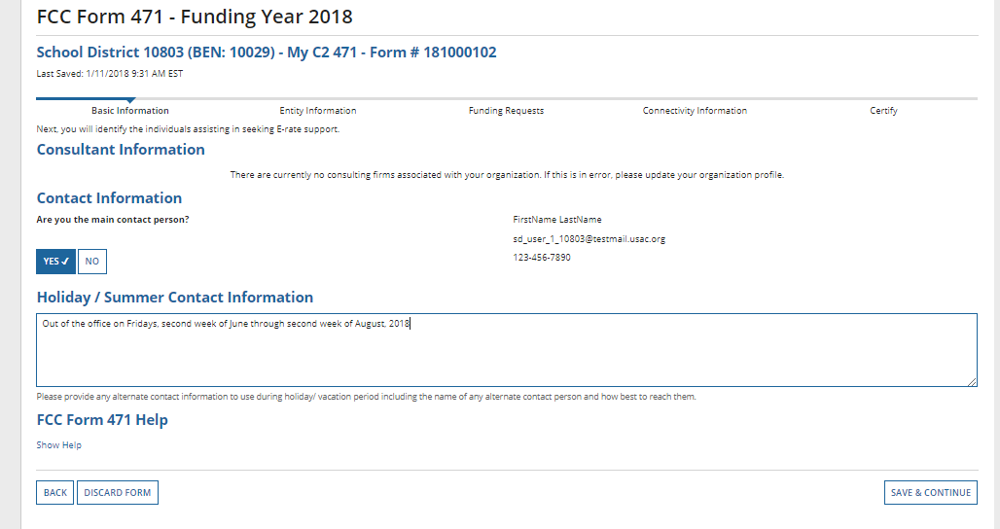 FCC Form 471 - Funding Year 2018
School District 10803 (BEN: 10029) - My C2 471 - Form # 181000102
Last Saved: 1/11/2018 9:31 AM EST
Basic Information
Entity Information
Funding Requests
Connectivity Information
Certify
Next, you will identify the individuals assisting in seeking E-rate support.
Consultant Information
There are currently no consulting firms associated with your organization. If this is in error, please update your organization profile.
Contact Information
Are you the main contact person?
FirstName LastName
sd_user_1_10803@testmail.usac.org
123-456-7890
YES ✓
NO
Holiday / Summer Contact Information
Out of the office on Fridays, second week of June through second week of August, 2018
Please provide any alternate contact information to use during holiday/ vacation period including the name of any alternate contact person and how best to reach them.
FCC Form 471 Help
Show Help
BACK
DISCARD FORM
SAVE & CONTINUE